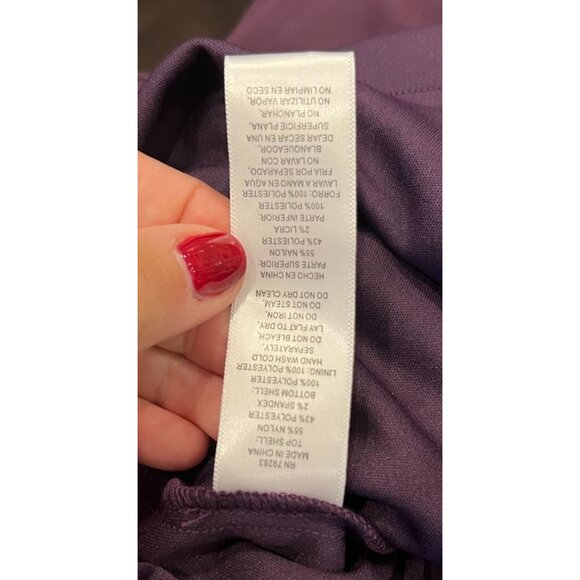 RN 79283
MADE IN CHINA
TOP SHELL:
55% NYLON
43% POLYESTER
2% SPANDEX
BOTTOM SHELL:
100% POLYESTER
LINING: 100% POLYESTER
HAND WASH COLD
SEPARATELY,
DO NOT BLEACH,
LAY FLAT TO DRY,
DO NOT IRON,
DO NOT STEAM,
DO NOT DRY CLEAN
HECHO EN CHINA
PARTE SUPERIOR:
55% NAILON
43% POLIESTER
2% LICRA
PARTE INFERIOR:
100% POLIESTER
FORRO: 100% POLIESTER
LAVAR A MANO EN AGUA
FRIA POR SEPARADO,
NO LAVAR CON
BLANQUEADOR,
DEJAR SECAR EN UNA
SUPERFICIE PLANA,
NO PLANCHAR,
NO UTILIZAR VAPOR,
NO LIMPIAR EN SECO